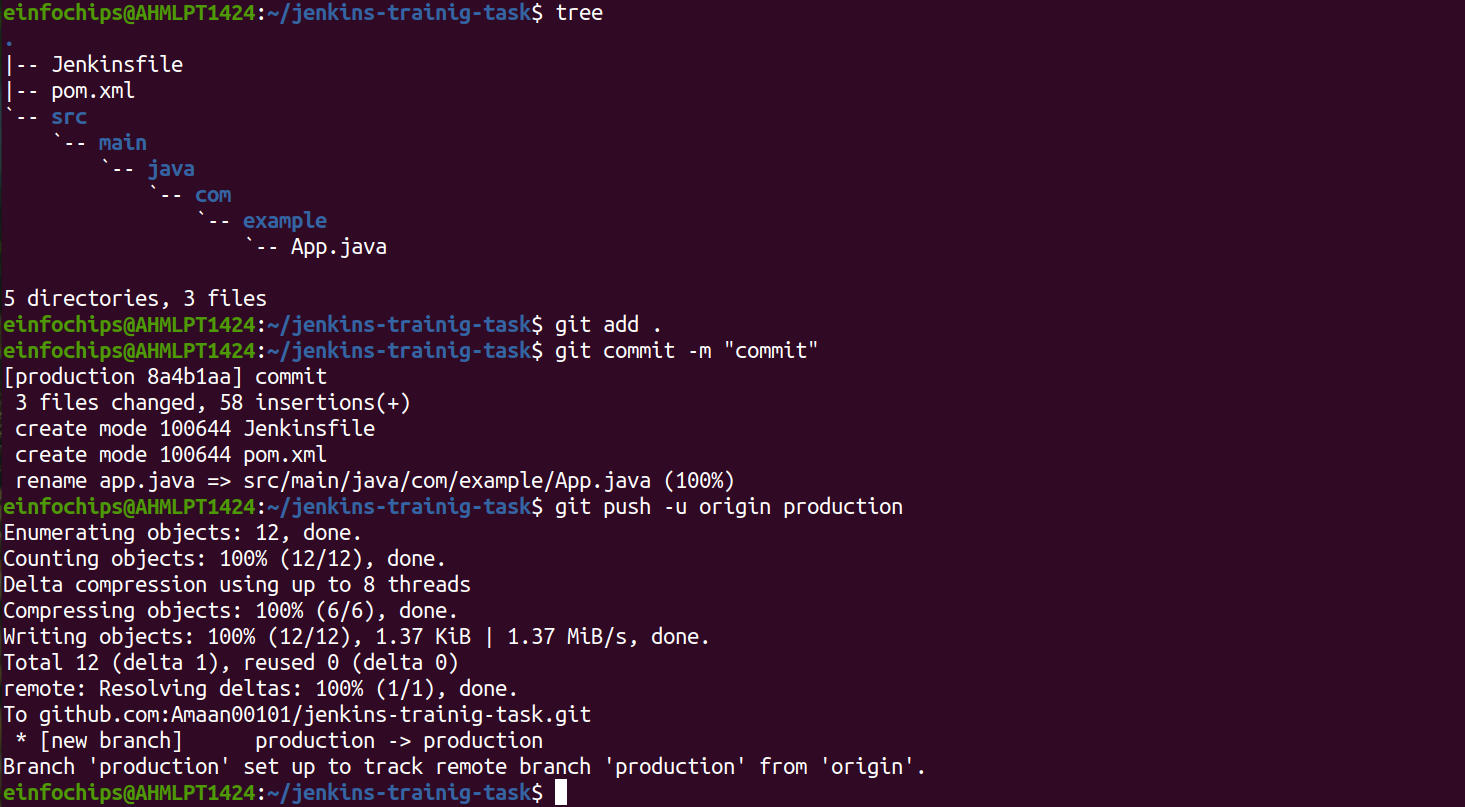 einfochips@AHMLPT1424:~/jenkins-trainig-task$ tree
.
|-- Jenkinsfile
|-- pom.xml
`-- src
    `-- main
        `-- java
            `-- com
                `-- example
                    `-- App.java

5 directories, 3 files
einfochips@AHMLPT1424:~/jenkins-trainig-task$ git add .
einfochips@AHMLPT1424:~/jenkins-trainig-task$ git commit -m "commit"
[production 8a4b1aa] commit
 3 files changed, 58 insertions(+)
 create mode 100644 Jenkinsfile
 create mode 100644 pom.xml
 rename app.java => src/main/java/com/example/App.java (100%)
einfochips@AHMLPT1424:~/jenkins-trainig-task$ git push -u origin production
Enumerating objects: 12, done.
Counting objects: 100% (12/12), done.
Delta compression using up to 8 threads
Compressing objects: 100% (6/6), done.
Writing objects: 100% (12/12), 1.37 KiB | 1.37 MiB/s, done.
Total 12 (delta 1), reused 0 (delta 0)
remote: Resolving deltas: 100% (1/1), done.
To github.com:Amaan00101/jenkins-trainig-task.git
 * [new branch]      production -> production
Branch 'production' set up to track remote branch 'production' from 'origin'.
einfochips@AHMLPT1424:~/jenkins-trainig-task$